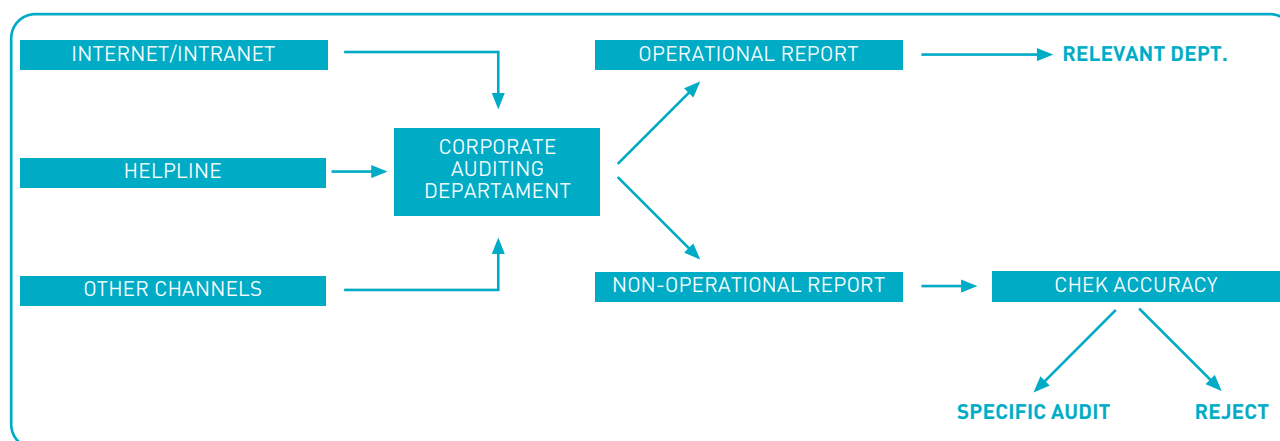 INTERNET/INTRANET
OPERATIONAL REPORT
RELEVANT DEPT.
HELPLINE
CORPORATE
AUDITING
DEPARTAMENT
OTHER CHANNELS
NON-OPERATIONAL REPORT
CHEK ACCURACY
SPECIFIC AUDIT
REJECT